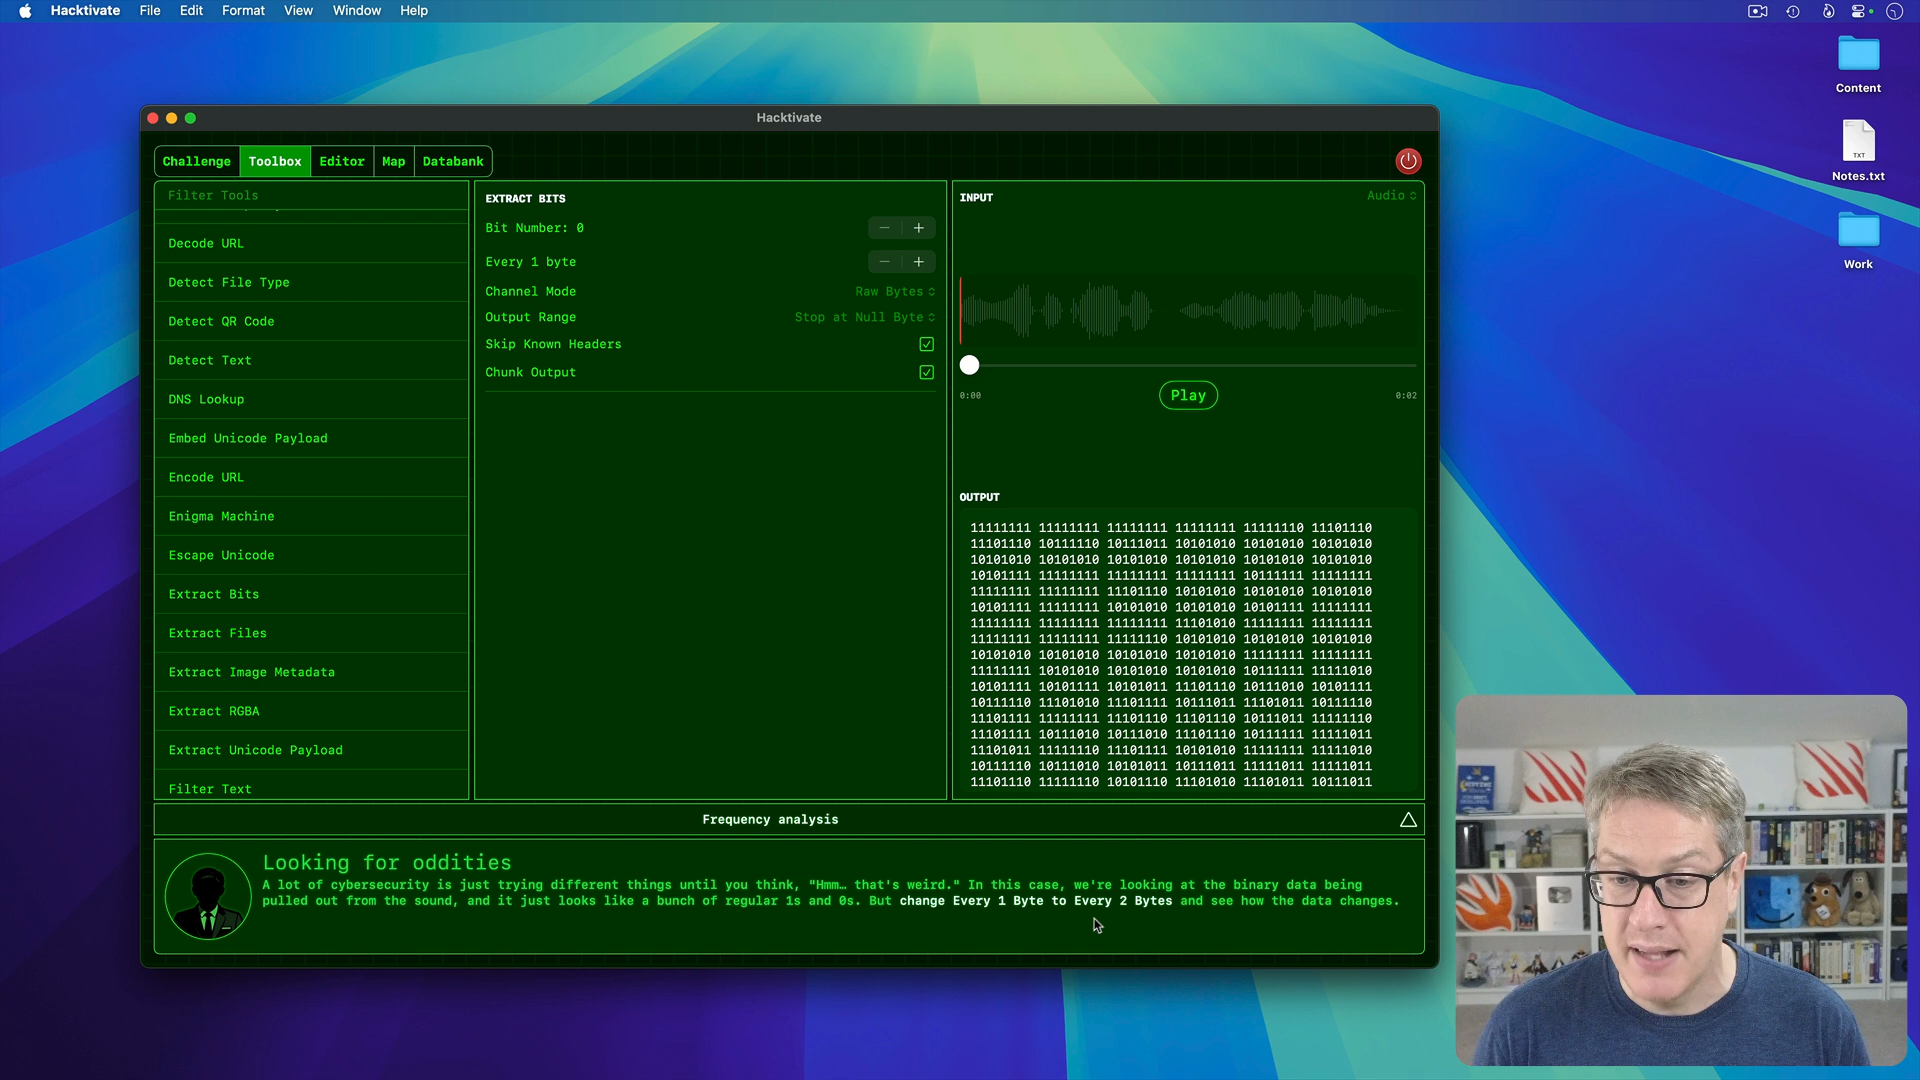 Hacktivate File Edit Format View Window Help
Content
TXT
Notes.txt
Work
Hacktivate
Challenge Toolbox Editor Map Databank
Filter Tools
Decode URL
Detect File Type
Detect QR Code
Detect Text
DNS Lookup
Embed Unicode Payload
Encode URL
Enigma Machine
Escape Unicode
Extract Bits
Extract Files
Extract Image Metadata
Extract RGBA
Extract Unicode Payload
Filter Text
EXTRACT BITS
Bit Number: 0
Every 1 byte
Channel Mode Raw Bytes
Output Range Stop at Null Byte
Skip Known Headers
Chunk Output
INPUT Audio
0:00 Play 0:02
OUTPUT
11111111 11111111 11111111 11111111 11111110 11101110
11101110 10111110 10111011 10101010 10101010 10101010
10101010 10101010 10101010 10101010 10101010 10101010
10101111 11111111 11111111 11111111 10111111 11111111
11111111 11111111 11101110 10101010 10101010 10101010
10101111 11111111 10101010 10101010 10101111 11111111
11111111 11111111 11111111 11101010 11111111 11111111
11111111 11111111 11111110 10101010 10101010 10101010
10101010 10101010 10101010 10101010 11111111 11111111
11111111 10101010 10101010 10101010 10111111 11111010
10101111 10101111 10101011 11101110 10111010 10101111
10111110 11101010 10101111 10111011 11101011 10111110
11101111 11111111 11101110 11101110 10111011 11111110
11111111 10111010 10111010 11101110 10111111 11111011
11101011 11111110 11101111 10101010 11111111 11111010
10111110 10111010 10101011 10111011 11111011 11111011
11101110 11111110 10101110 11101010 11101011 10111011
Frequency analysis
Looking for oddities
A lot of cybersecurity is just trying different things until you think, "Hmm… that's weird." In this case, we're looking at the binary data being
pulled out from the sound, and it just looks like a bunch of regular 1s and 0s. But change Every 1 Byte to Every 2 Bytes and see how the data changes.